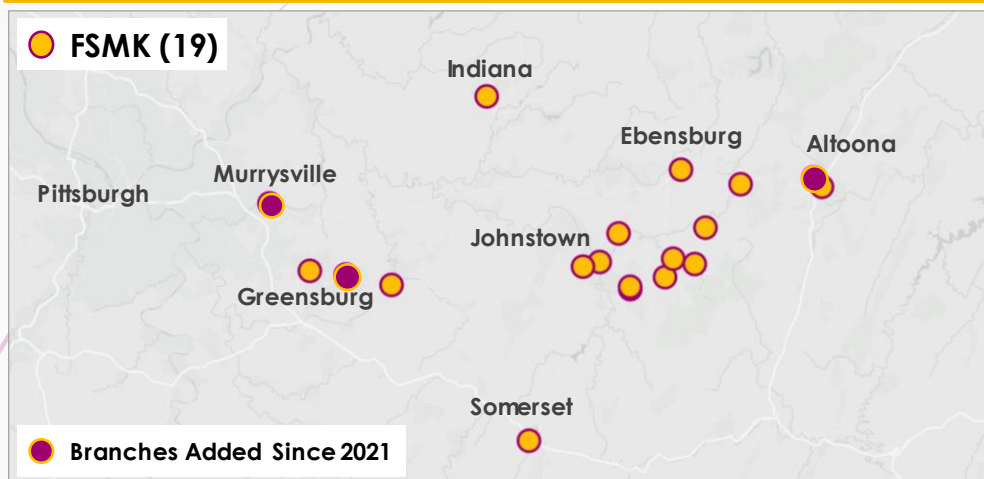 FSMK (19)
Indiana
Ebensburg
Altoona
Murrysville
Pittsburgh
Johnstown
Greensburg
Somerset
Branches Added Since 2021